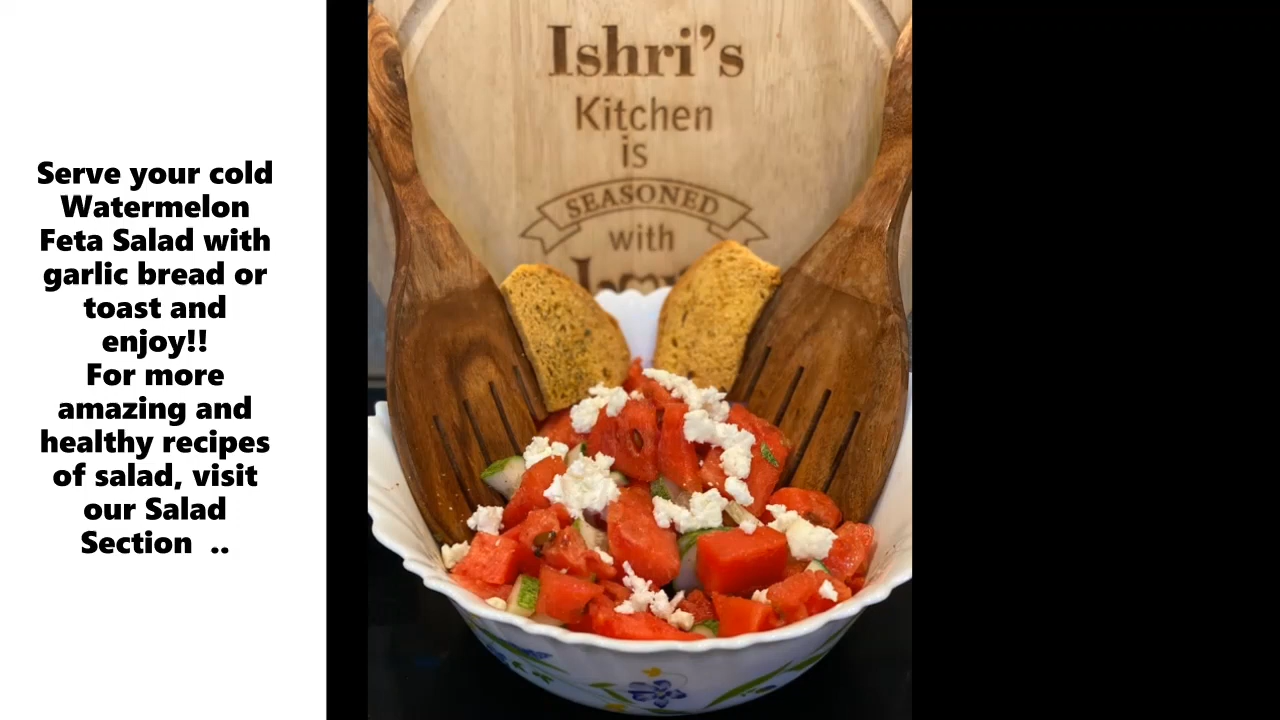 Serve your cold
Watermelon
Feta Salad with
garlic bread or
toast and
enjoy!!
For more
amazing and
healthy recipes
of salad, visit
our Salad
Section  ..
Ishri's
Kitchen
is
SEASONED
with